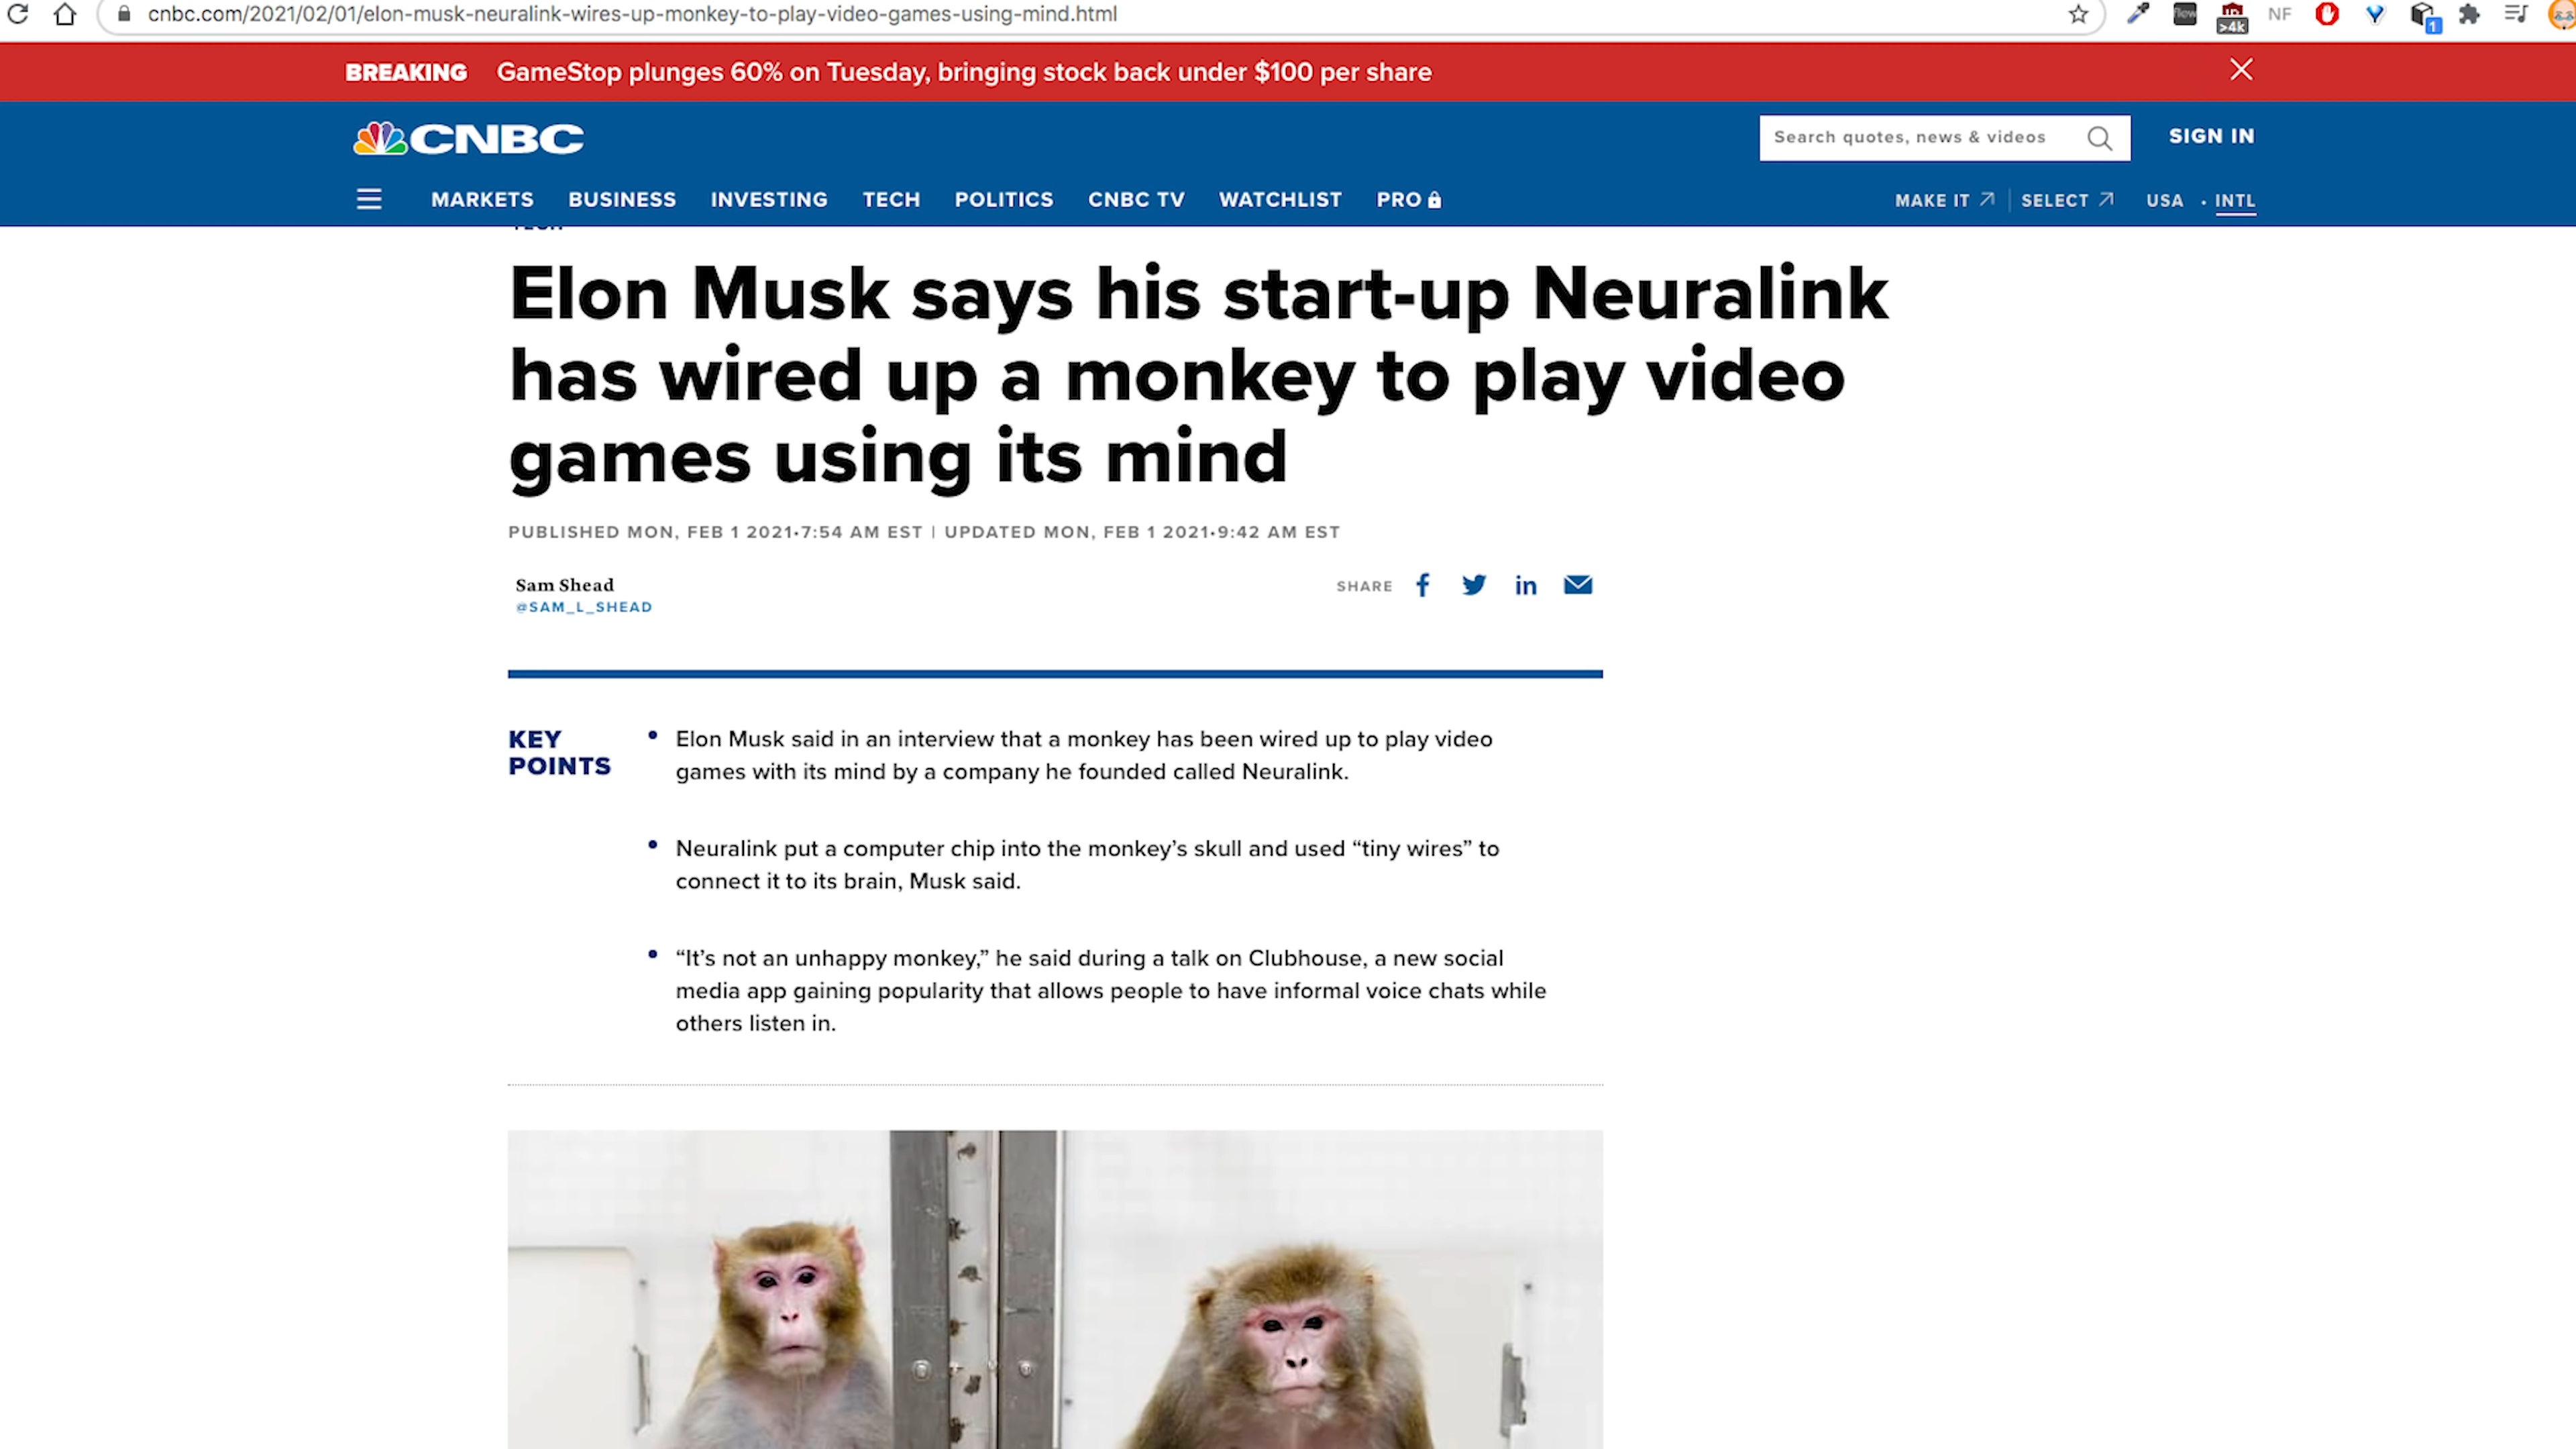 cnbc.com/2021/02/01/elon-musk-neuralink-wires-up-monkey-to-play-video-games-using-mind.html
>4k
NF
1
BREAKING GameStop plunges 60% on Tuesday, bringing stock back under $100 per share
CNBC
Search quotes, news & videos
SIGN IN
MARKETS BUSINESS INVESTING TECH POLITICS CNBC TV WATCHLIST PRO
MAKE IT SELECT USA • INTL
Elon Musk says his start-up Neuralink
has wired up a monkey to play video
games using its mind
PUBLISHED MON, FEB 1 2021•7:54 AM EST | UPDATED MON, FEB 1 2021•9:42 AM EST
Sam Shead
@SAM_L_SHEAD
SHARE
KEY
POINTS
• Elon Musk said in an interview that a monkey has been wired up to play video
games with its mind by a company he founded called Neuralink.
• Neuralink put a computer chip into the monkey’s skull and used “tiny wires” to
connect it to its brain, Musk said.
• “It’s not an unhappy monkey,” he said during a talk on Clubhouse, a new social
media app gaining popularity that allows people to have informal voice chats while
others listen in.